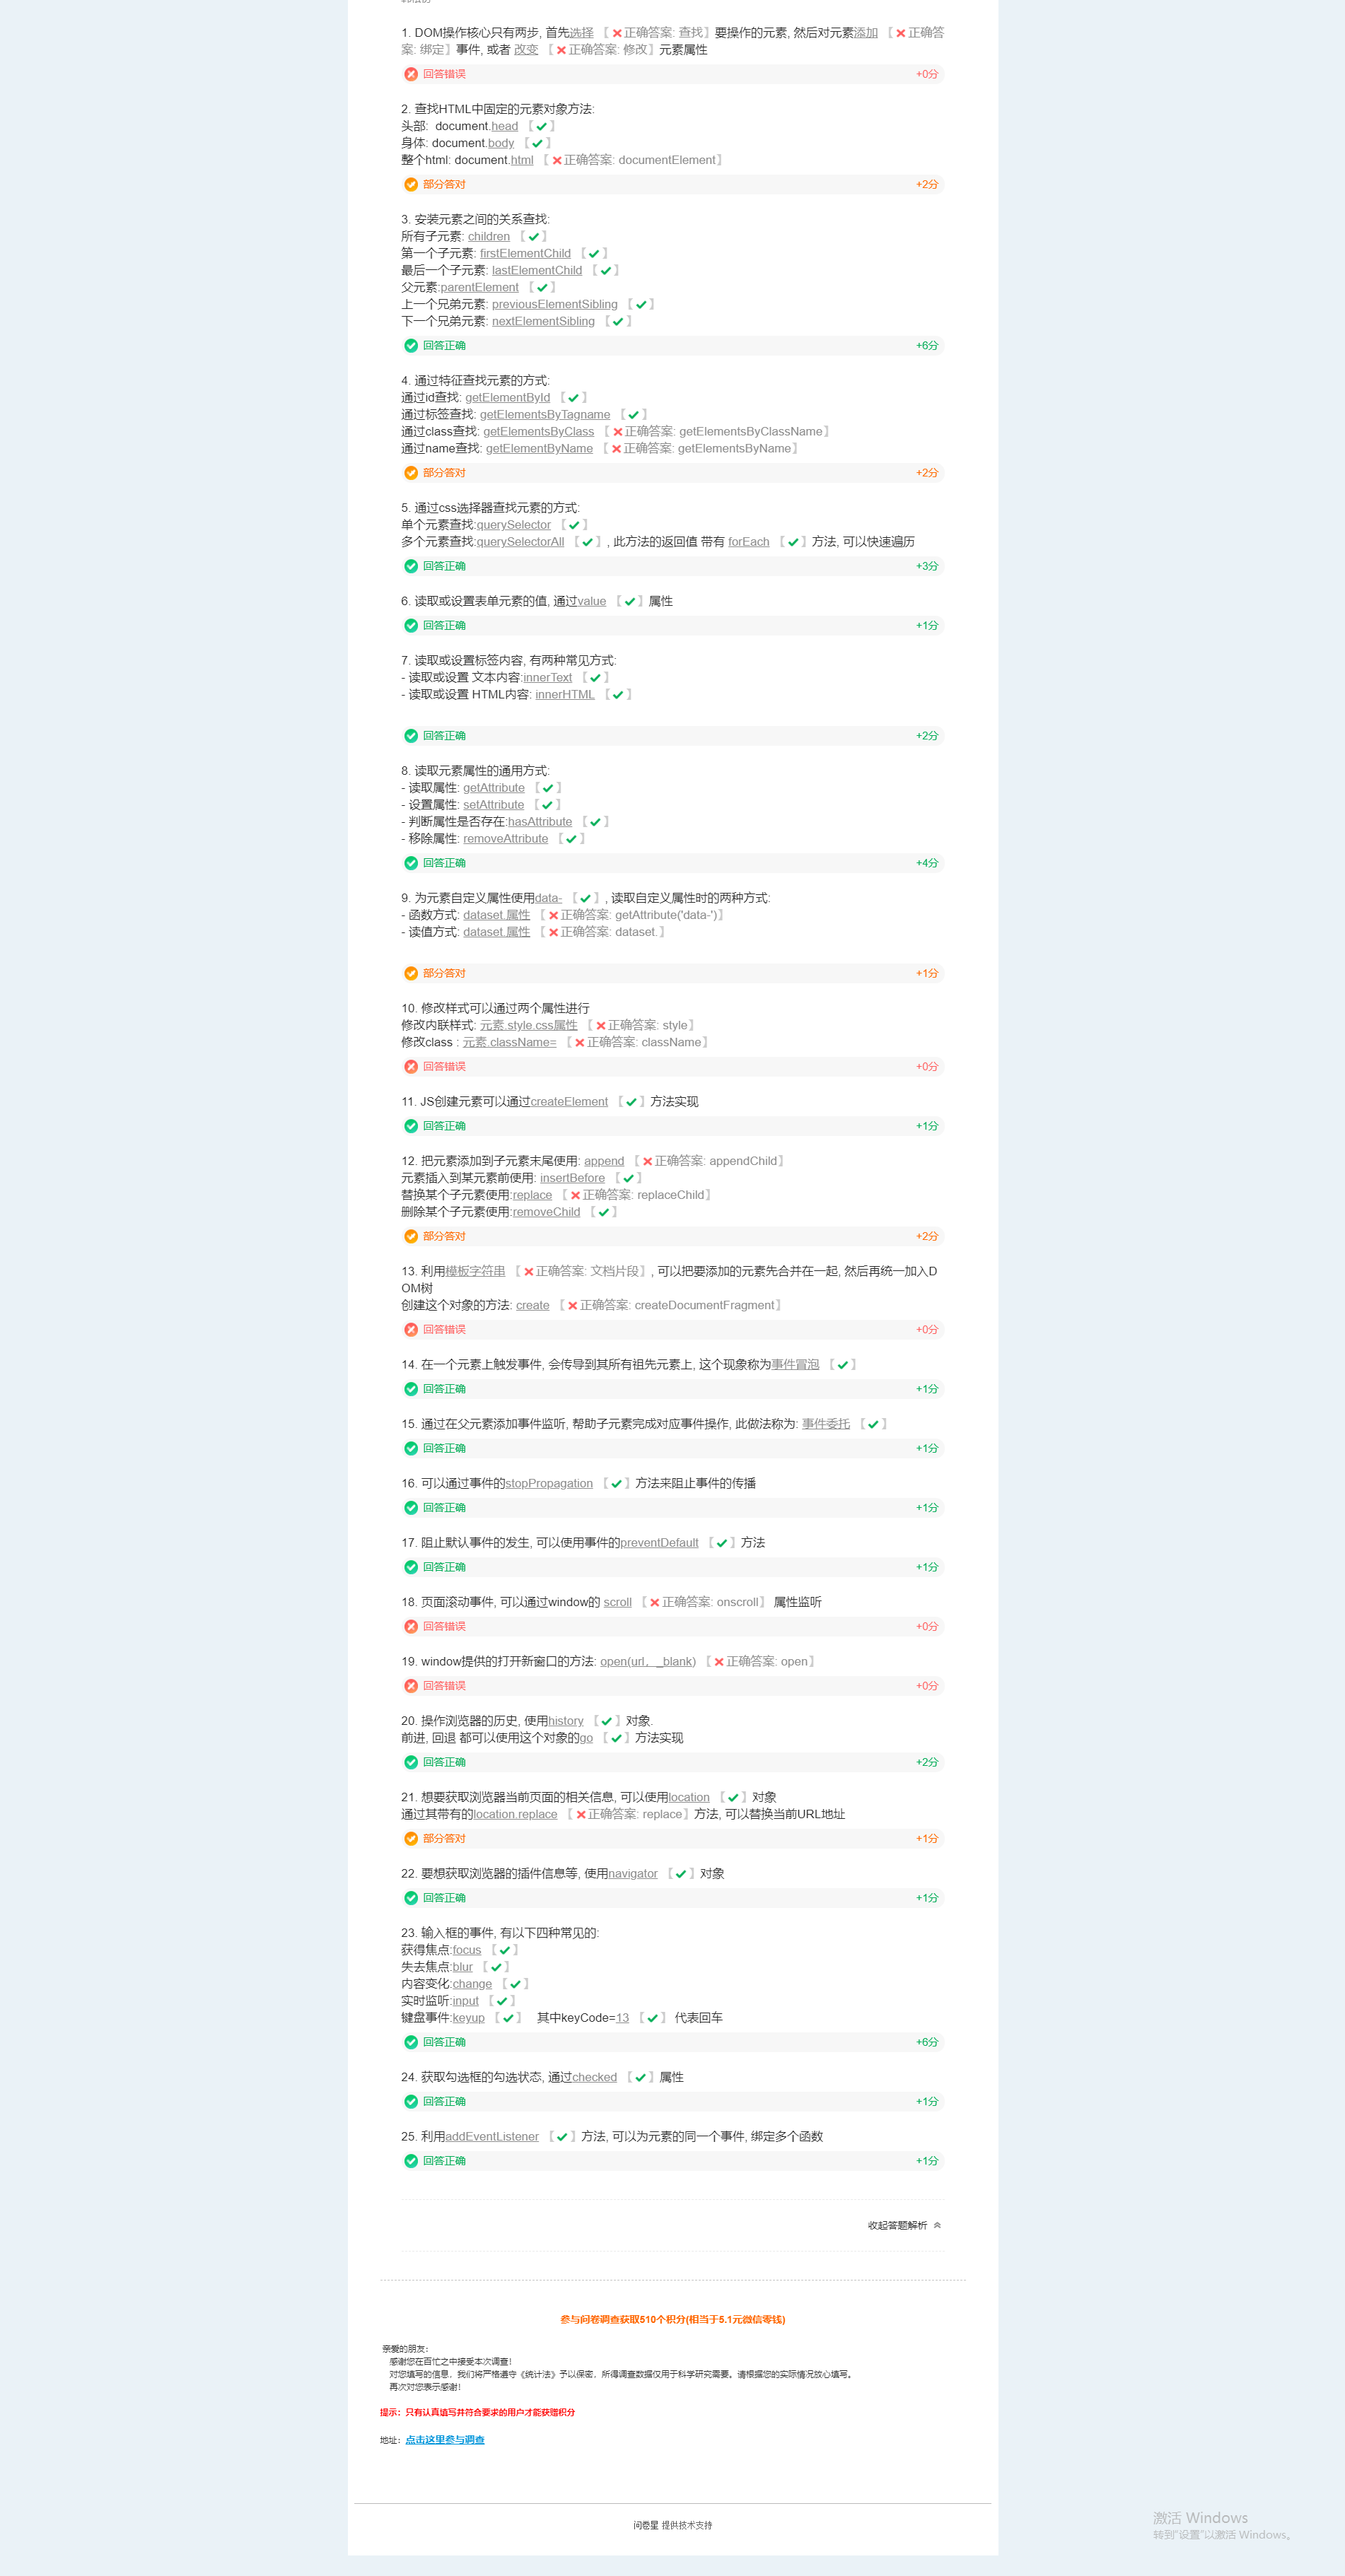 1. DOM操作核心只有两步, 首先选择 〖正确答案: 查找〗要操作的元素, 然后对元素添加 〖正确答
案: 绑定〗事件, 或者 改变 〖正确答案: 修改〗元素属性
回答错误 +0分
2. 查找HTML中固定的元素对象方法:
头部: document.head 〖〗
身体: document.body 〖〗
整个html: document.html 〖正确答案: documentElement〗
部分答对 +2分
3. 安装元素之间的关系查找:
所有子元素: children 〖〗
第一个子元素: firstElementChild 〖〗
最后一个子元素: lastElementChild 〖〗
父元素:parentElement 〖〗
上一个兄弟元素: previousElementSibling 〖〗
下一个兄弟元素: nextElementSibling 〖〗
回答正确 +6分
4. 通过特征查找元素的方式:
通过id查找: getElementById 〖〗
通过标签查找: getElementsByTagname 〖〗
通过class查找: getElementsByClass 〖正确答案: getElementsByClassName〗
通过name查找: getElementByName 〖正确答案: getElementsByName〗
部分答对 +2分
5. 通过css选择器查找元素的方式:
单个元素查找:querySelector 〖〗
多个元素查找:querySelectorAll 〖〗, 此方法的返回值 带有 forEach 〖〗方法, 可以快速遍历
回答正确 +3分
6. 读取或设置表单元素的值, 通过value 〖〗属性
回答正确 +1分
7. 读取或设置标签内容, 有两种常见方式:
- 读取或设置 文本内容:innerText 〖〗
- 读取或设置 HTML内容: innerHTML 〖〗
回答正确 +2分
8. 读取元素属性的通用方式:
- 读取属性: getAttribute 〖〗
- 设置属性: setAttribute 〖〗
- 判断属性是否存在:hasAttribute 〖〗
- 移除属性: removeAttribute 〖〗
回答正确 +4分
9. 为元素自定义属性使用data- 〖〗, 读取自定义属性时的两种方式:
- 函数方式: dataset.属性 〖正确答案: getAttribute('data-')〗
- 读值方式: dataset.属性 〖正确答案: dataset.〗
部分答对 +1分
10. 修改样式可以通过两个属性进行
修改内联样式: 元素.style.css属性 〖正确答案: style〗
修改class : 元素.className= 〖正确答案: className〗
回答错误 +0分
11. JS创建元素可以通过createElement 〖〗方法实现
回答正确 +1分
12. 把元素添加到子元素末尾使用: append 〖正确答案: appendChild〗
元素插入到某元素前使用: insertBefore 〖〗
替换某个子元素使用:replace 〖正确答案: replaceChild〗
删除某个子元素使用:removeChild 〖〗
部分答对 +2分
13. 利用模板字符串 〖正确答案: 文档片段〗, 可以把要添加的元素先合并在一起, 然后再统一加入D
OM树
创建这个对象的方法: create 〖正确答案: createDocumentFragment〗
回答错误 +0分
14. 在一个元素上触发事件, 会传导到其所有祖先元素上, 这个现象称为事件冒泡 〖〗
回答正确 +1分
15. 通过在父元素添加事件监听, 帮助子元素完成对应事件操作, 此做法称为: 事件委托 〖〗
回答正确 +1分
16. 可以通过事件的stopPropagation 〖〗方法来阻止事件的传播
回答正确 +1分
17. 阻止默认事件的发生, 可以使用事件的preventDefault 〖〗方法
回答正确 +1分
18. 页面滚动事件, 可以通过window的 scroll 〖正确答案: onscroll〗 属性监听
回答错误 +0分
19. window提供的打开新窗口的方法: open(url，_blank) 〖正确答案: open〗
回答错误 +0分
20. 操作浏览器的历史, 使用history 〖〗对象.
前进, 回退 都可以使用这个对象的go 〖〗方法实现
回答正确 +2分
21. 想要获取浏览器当前页面的相关信息, 可以使用location 〖〗对象
通过其带有的location.replace 〖正确答案: replace〗方法, 可以替换当前URL地址
部分答对 +1分
22. 要想获取浏览器的插件信息等, 使用navigator 〖〗对象
回答正确 +1分
23. 输入框的事件, 有以下四种常见的:
获得焦点:focus 〖〗
失去焦点:blur 〖〗
内容变化:change 〖〗
实时监听:input 〖〗
键盘事件:keyup 〖〗 其中keyCode=13 〖〗 代表回车
回答正确 +6分
24. 获取勾选框的勾选状态, 通过checked 〖〗属性
回答正确 +1分
25. 利用addEventListener 〖〗方法, 可以为元素的同一个事件, 绑定多个函数
回答正确 +1分
收起答题解析
参与问卷调查获取510个积分(相当于5.1元微信零钱)
亲爱的朋友：
感谢您在百忙之中接受本次调查！
对您填写的信息，我们将严格遵守《统计法》予以保密，所得调查数据仅用于科学研究需要。请根据您的实际情况放心填写。
再次对您表示感谢！
提示：只有认真填写并符合要求的用户才能获赠积分
地址：点击这里参与调查
问卷星 提供技术支持
激活 Windows
转到"设置"以激活 Windows。